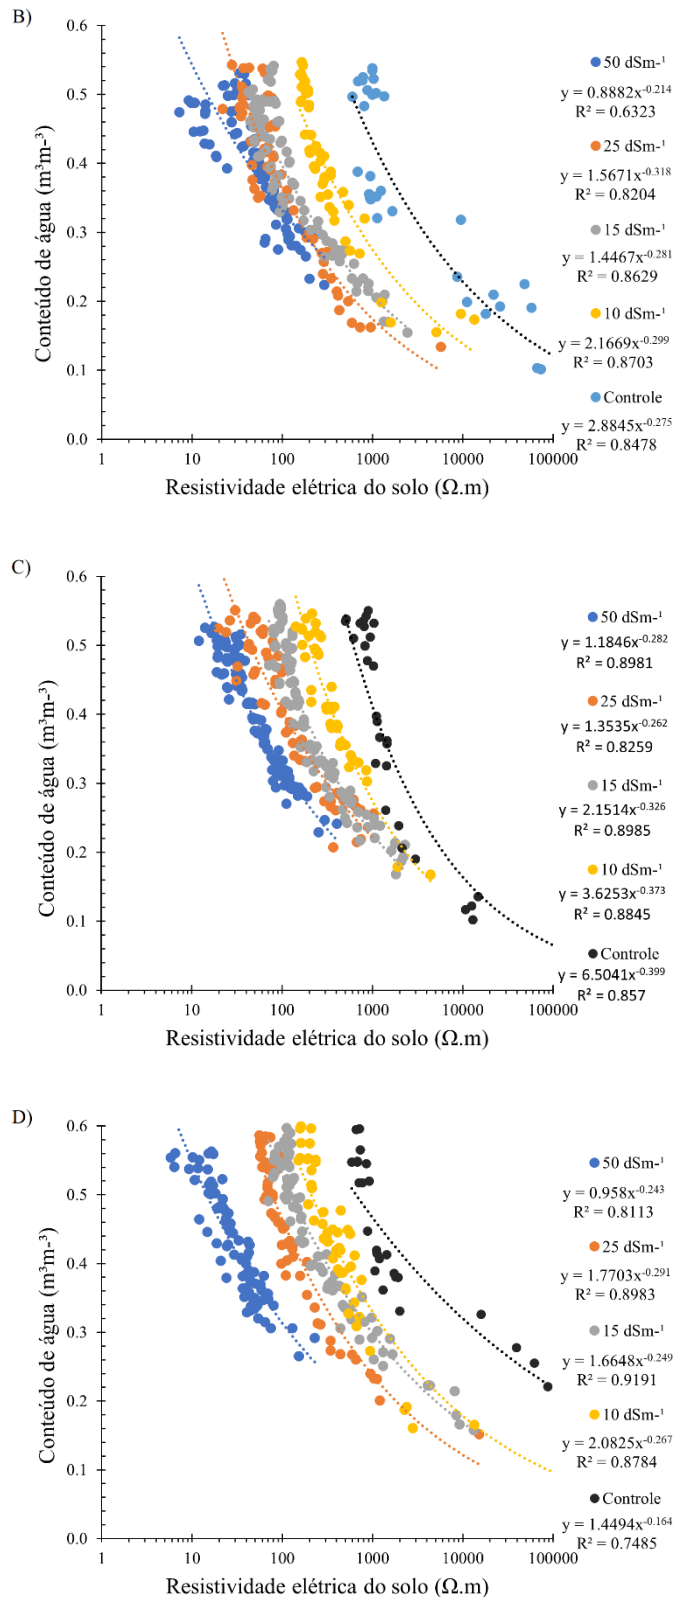 B)
0.6
0.5
0.4
0.3
0.2
0.1
0.0
Conteúdo de água (m³m-³)
1
10
100
1000
10000
100000
Resistividade elétrica do solo (Ω.m)
50 dSm-¹
y = 0.8882x^-0.214
R² = 0.6323
25 dSm-¹
y = 1.5671x^-0.318
R² = 0.8204
15 dSm-¹
y = 1.4467x^-0.281
R² = 0.8629
10 dSm-¹
y = 2.1669x^-0.299
R² = 0.8703
Controle
y = 2.8845x^-0.275
R² = 0.8478
C)
0.6
0.5
0.4
0.3
0.2
0.1
0.0
Conteúdo de água (m³m-³)
1
10
100
1000
10000
100000
Resistividade elétrica do solo (Ω.m)
50 dSm-¹
y = 1.1846x^-0.282
R² = 0.8981
25 dSm-¹
y = 1.3535x^-0.262
R² = 0.8259
15 dSm-¹
y = 2.1514x^-0.326
R² = 0.8985
10 dSm-¹
y = 3.6253x^-0.373
R² = 0.8845
Controle
y = 6.5041x^-0.399
R² = 0.857
D)
0.6
0.5
0.4
0.3
0.2
0.1
0.0
Conteúdo de água (m³m-³)
1
10
100
1000
10000
100000
Resistividade elétrica do solo (Ω.m)
50 dSm-¹
y = 0.958x^-0.243
R² = 0.8113
25 dSm-¹
y = 1.7703x^-0.291
R² = 0.8983
15 dSm-¹
y = 1.6648x^-0.249
R² = 0.9191
10 dSm-¹
y = 2.0825x^-0.267
R² = 0.8784
Controle
y = 1.4494x^-0.164
R² = 0.7485